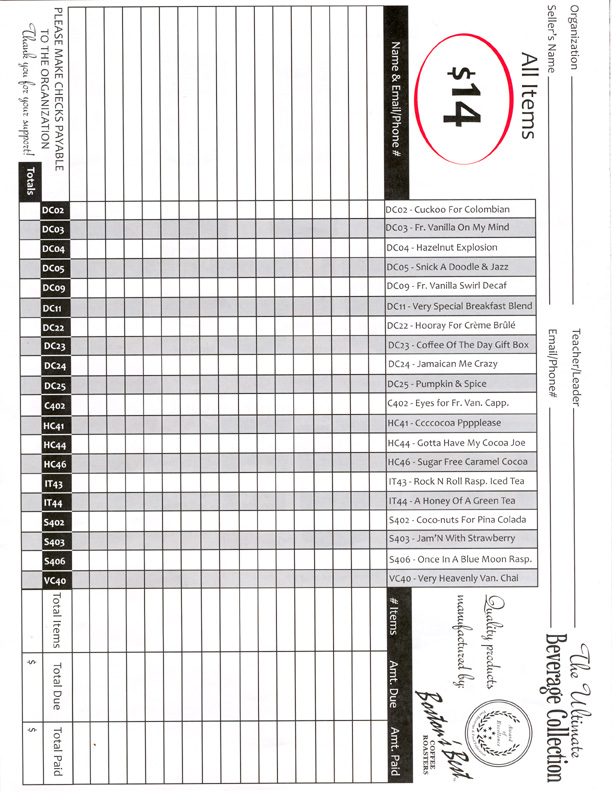 Organization
Teacher/Leader
Seller's Name
Email/Phone#
The Ultimate
Beverage Collection
All Items
$14
Quality products
manufactured by:
Award
of
Excellence
Boston's Best
COFFEE
ROASTERS
DC02 - Cuckoo For Colombian
DC03 - Fr. Vanilla On My Mind
DC04 - Hazelnut Explosion
DC05 - Snick A Doodle & Jazz
DC09 - Fr. Vanilla Swirl Decaf
DC11 - Very Special Breakfast Blend
DC22 - Hooray For Crème Brûlé
DC23 - Coffee Of The Day Gift Box
DC24 - Jamaican Me Crazy
DC25 - Pumpkin & Spice
C402 - Eyes for Fr. Van. Capp.
HC41 - Ccccocoa Pppplease
HC44 - Gotta Have My Cocoa Joe
HC46 - Sugar Free Caramel Cocoa
IT43 - Rock N Roll Rasp. Iced Tea
IT44 - A Honey Of A Green Tea
S402 - Coco-nuts For Pina Colada
S403 - Jam'N With Strawberry
S406 - Once In A Blue Moon Rasp.
VC40 - Very Heavenly Van. Chai
Name & Email/Phone #
# Items
Amt. Due
Amt. Paid
PLEASE MAKE CHECKS PAYABLE
TO THE ORGANIZATION
Thank you for your support!
DC02
DC03
DC04
DC05
DC09
DC11
DC22
DC23
DC24
DC25
C402
HC41
HC44
HC46
IT43
IT44
S402
S403
S406
VC40
Total Items
Total Due
Total Paid
Totals
$
$